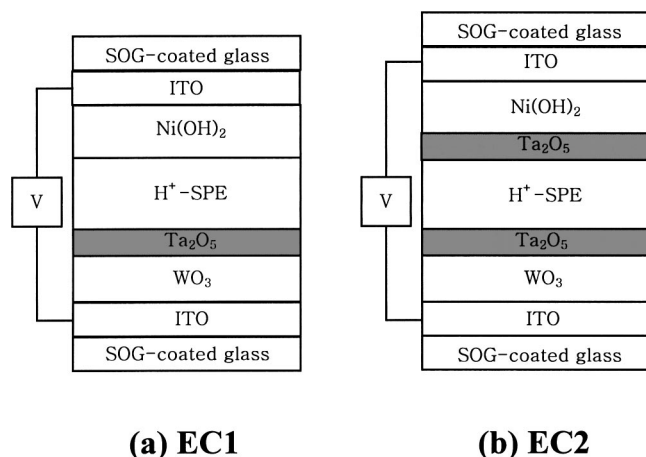 SOG-coated glass
ITO
Ni(OH)₂
H⁺-SPE
Ta₂O₅
WO₃
ITO
SOG-coated glass
V
(a) EC1
SOG-coated glass
ITO
Ni(OH)₂
Ta₂O₅
H⁺-SPE
Ta₂O₅
WO₃
ITO
SOG-coated glass
V
(b) EC2